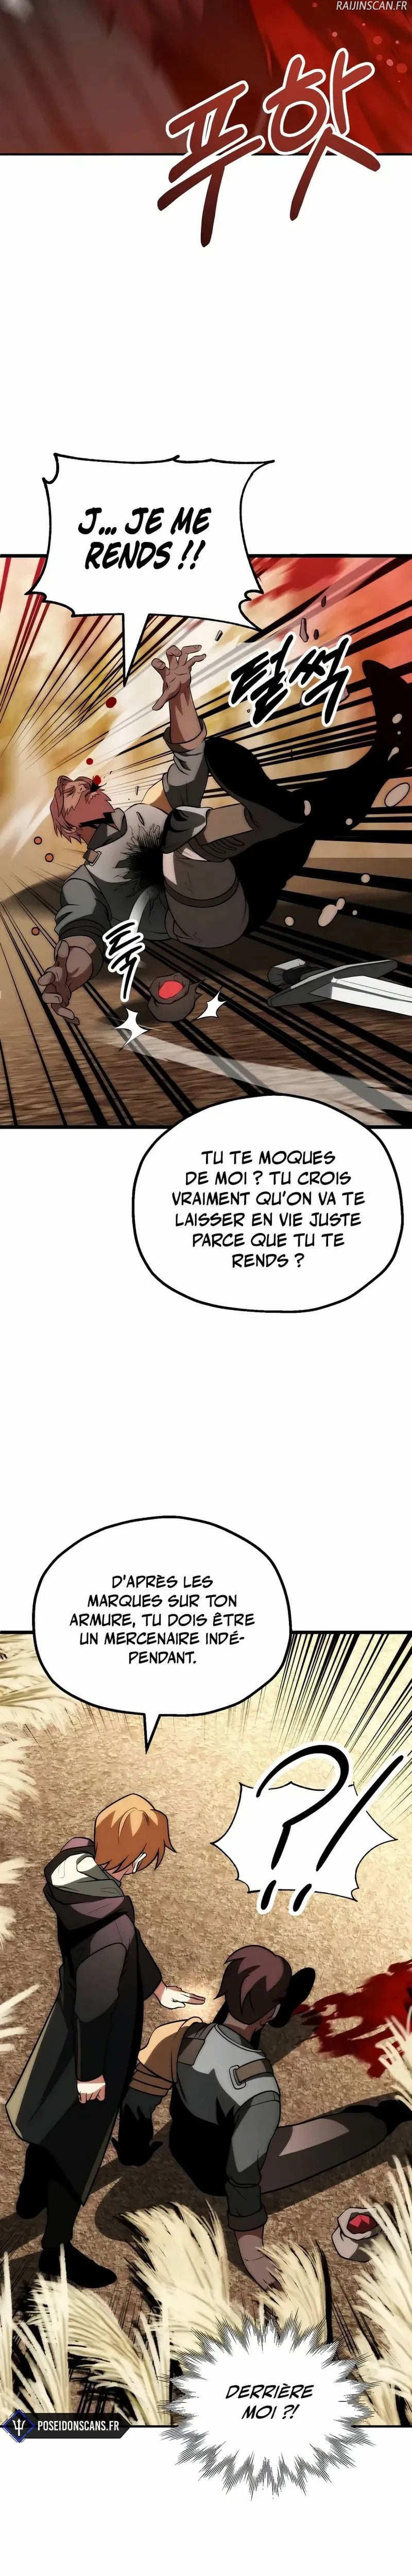 RAIJINSCAN.FR
푸핫
J... JE ME
RENDS !!
털썩
툭
TU TE MOQUES
DE MOI ? TU CROIS
VRAIMENT QU'ON VA TE
LAISSER EN VIE JUSTE
PARCE QUE TU TE
RENDS ?
D'APRÈS LES
MARQUES SUR TON
ARMURE, TU DOIS ÊTRE
UN MERCENAIRE INDÉ-
PENDANT.
?!
DERRIÈRE
MOI ?!
POSEIDONSCANS.FR